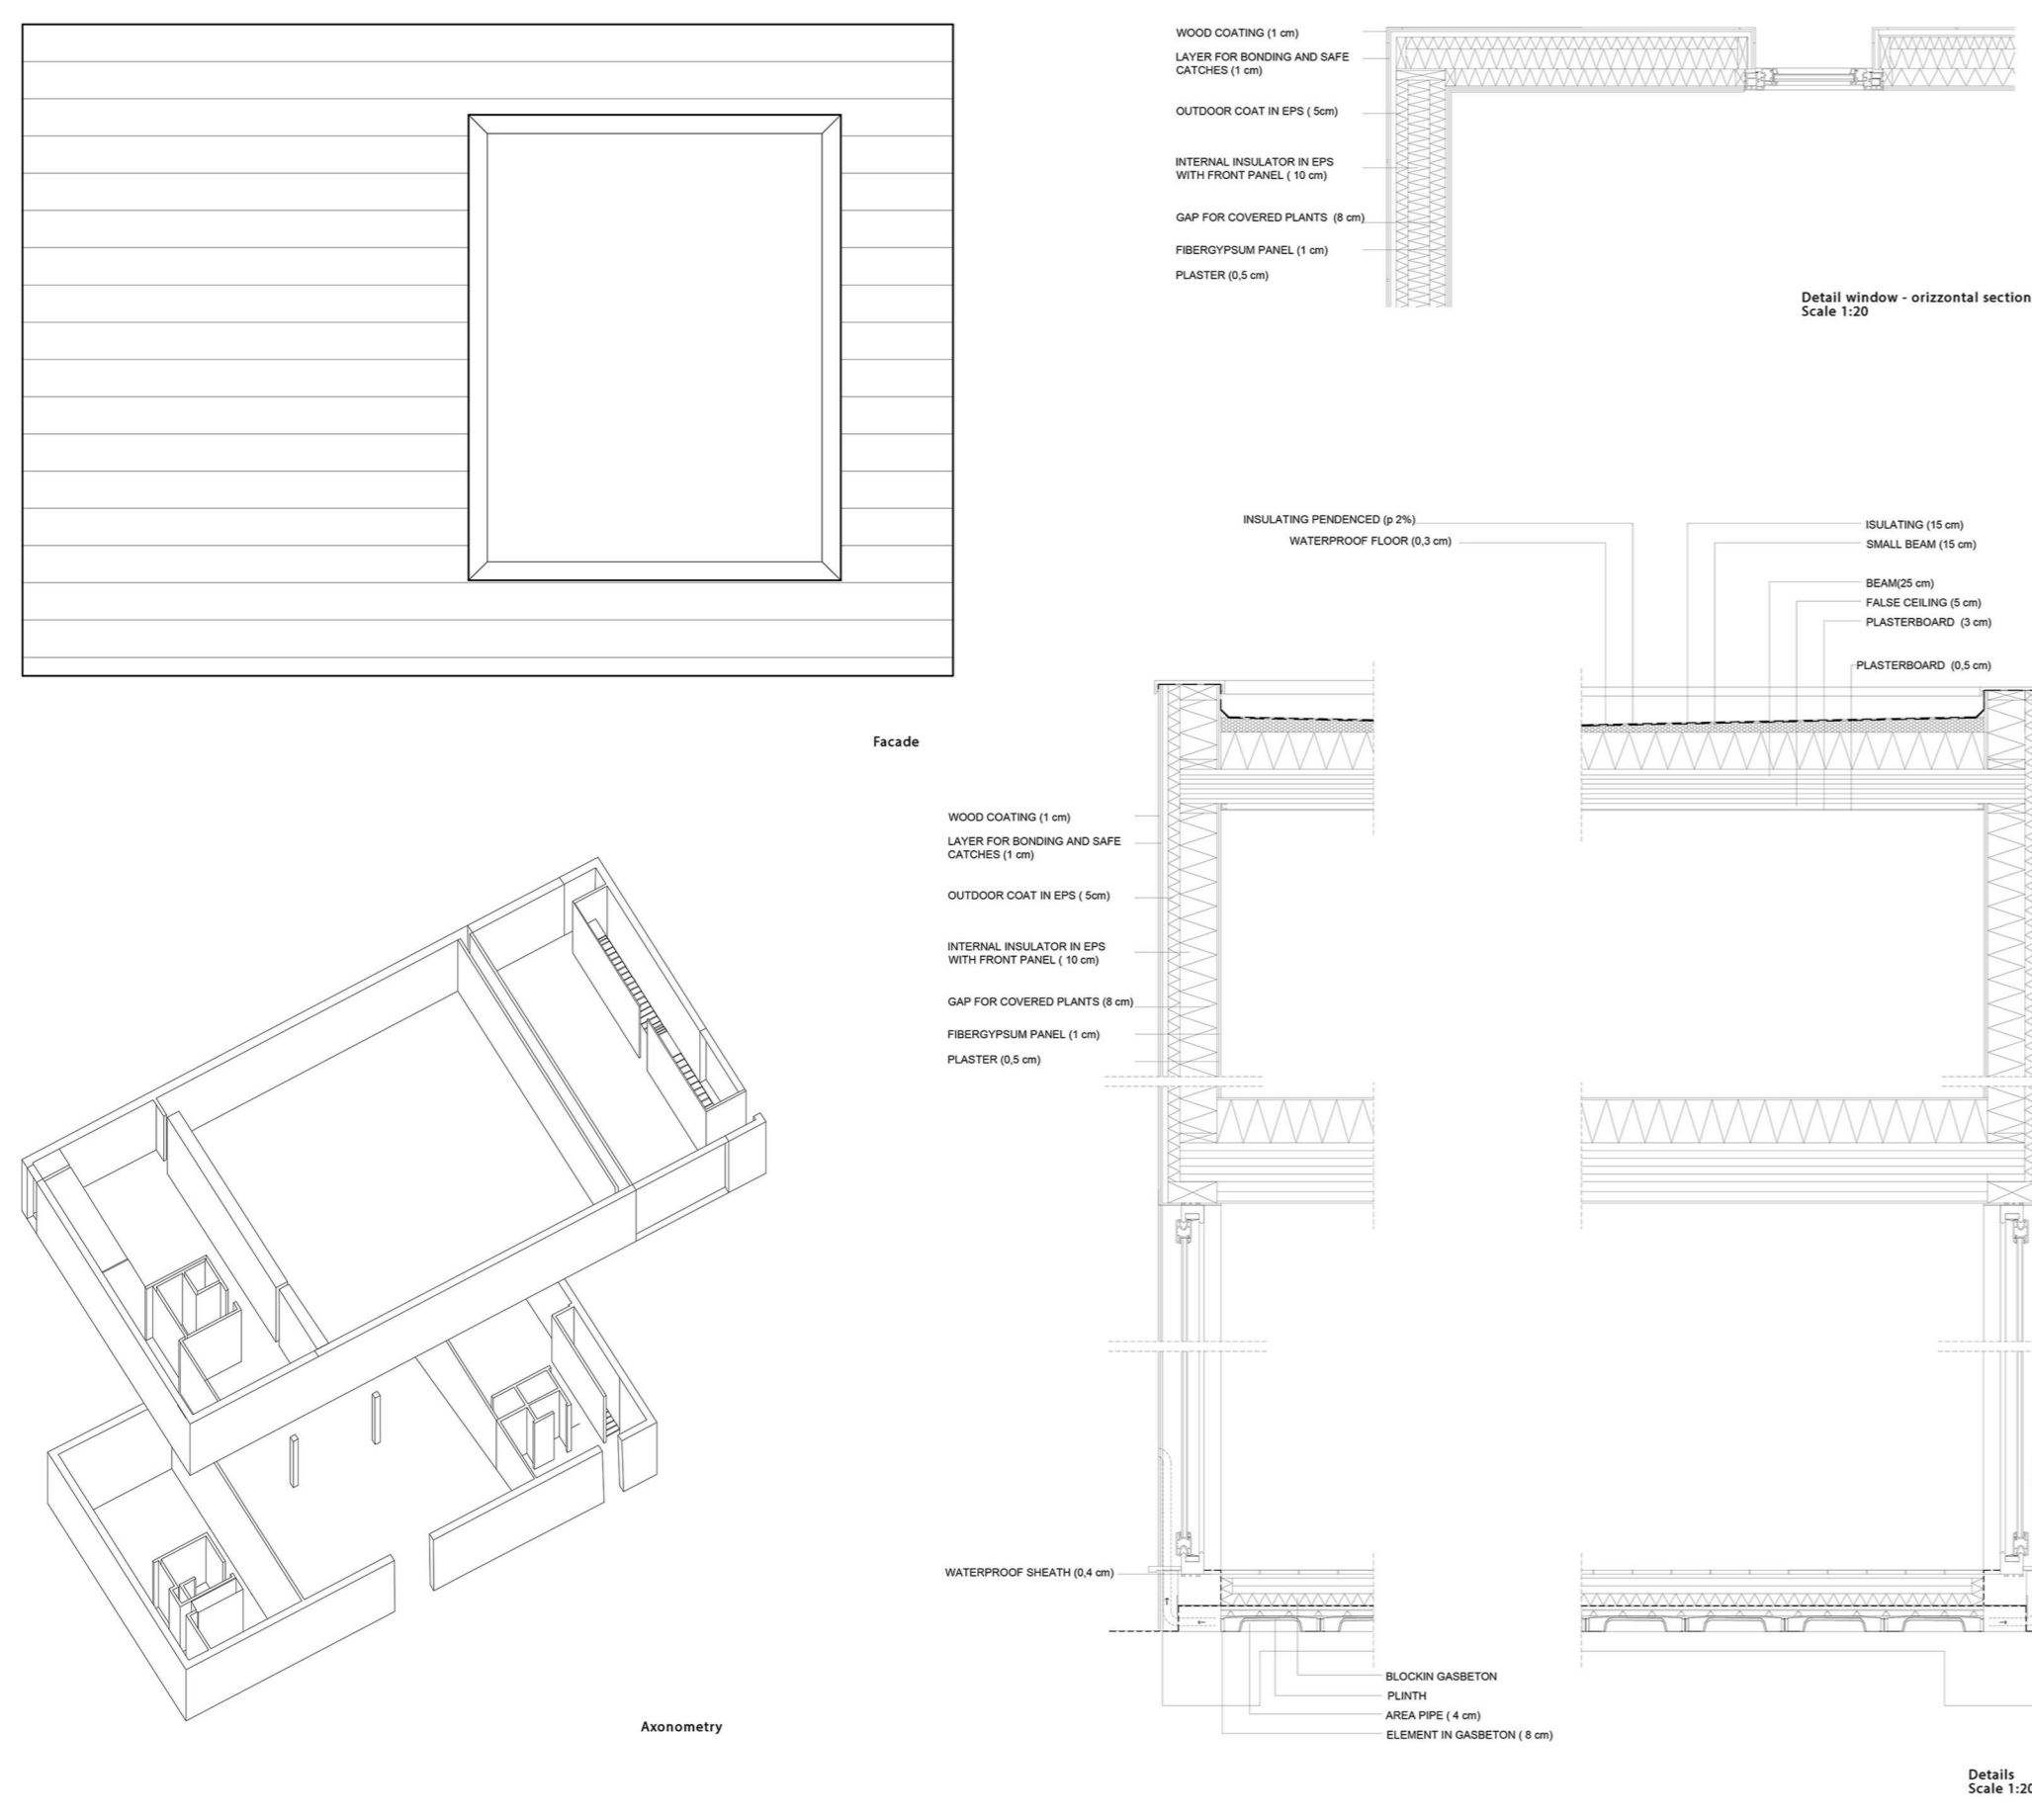 WOOD COATING (1 cm)
LAYER FOR BONDING AND SAFE
CATCHES (1 cm)
OUTDOOR COAT IN EPS ( 5cm)
INTERNAL INSULATOR IN EPS
WITH FRONT PANEL ( 10 cm)
GAP FOR COVERED PLANTS (8 cm)
FIBERGYPSUM PANEL (1 cm)
PLASTER (0,5 cm)
Detail window - orizzontal section
Scale 1:20
INSULATING PENDENCED (p 2%)
WATERPROOF FLOOR (0,3 cm)
ISULATING (15 cm)
SMALL BEAM (15 cm)
BEAM(25 cm)
FALSE CEILING (5 cm)
PLASTERBOARD (3 cm)
PLASTERBOARD (0,5 cm)
Facade
WOOD COATING (1 cm)
LAYER FOR BONDING AND SAFE
CATCHES (1 cm)
OUTDOOR COAT IN EPS ( 5cm)
INTERNAL INSULATOR IN EPS
WITH FRONT PANEL ( 10 cm)
GAP FOR COVERED PLANTS (8 cm)
FIBERGYPSUM PANEL (1 cm)
PLASTER (0,5 cm)
WATERPROOF SHEATH (0,4 cm)
BLOCKIN GASBETON
PLINTH
AREA PIPE ( 4 cm)
ELEMENT IN GASBETON ( 8 cm)
Axonometry
Details
Scale 1:20